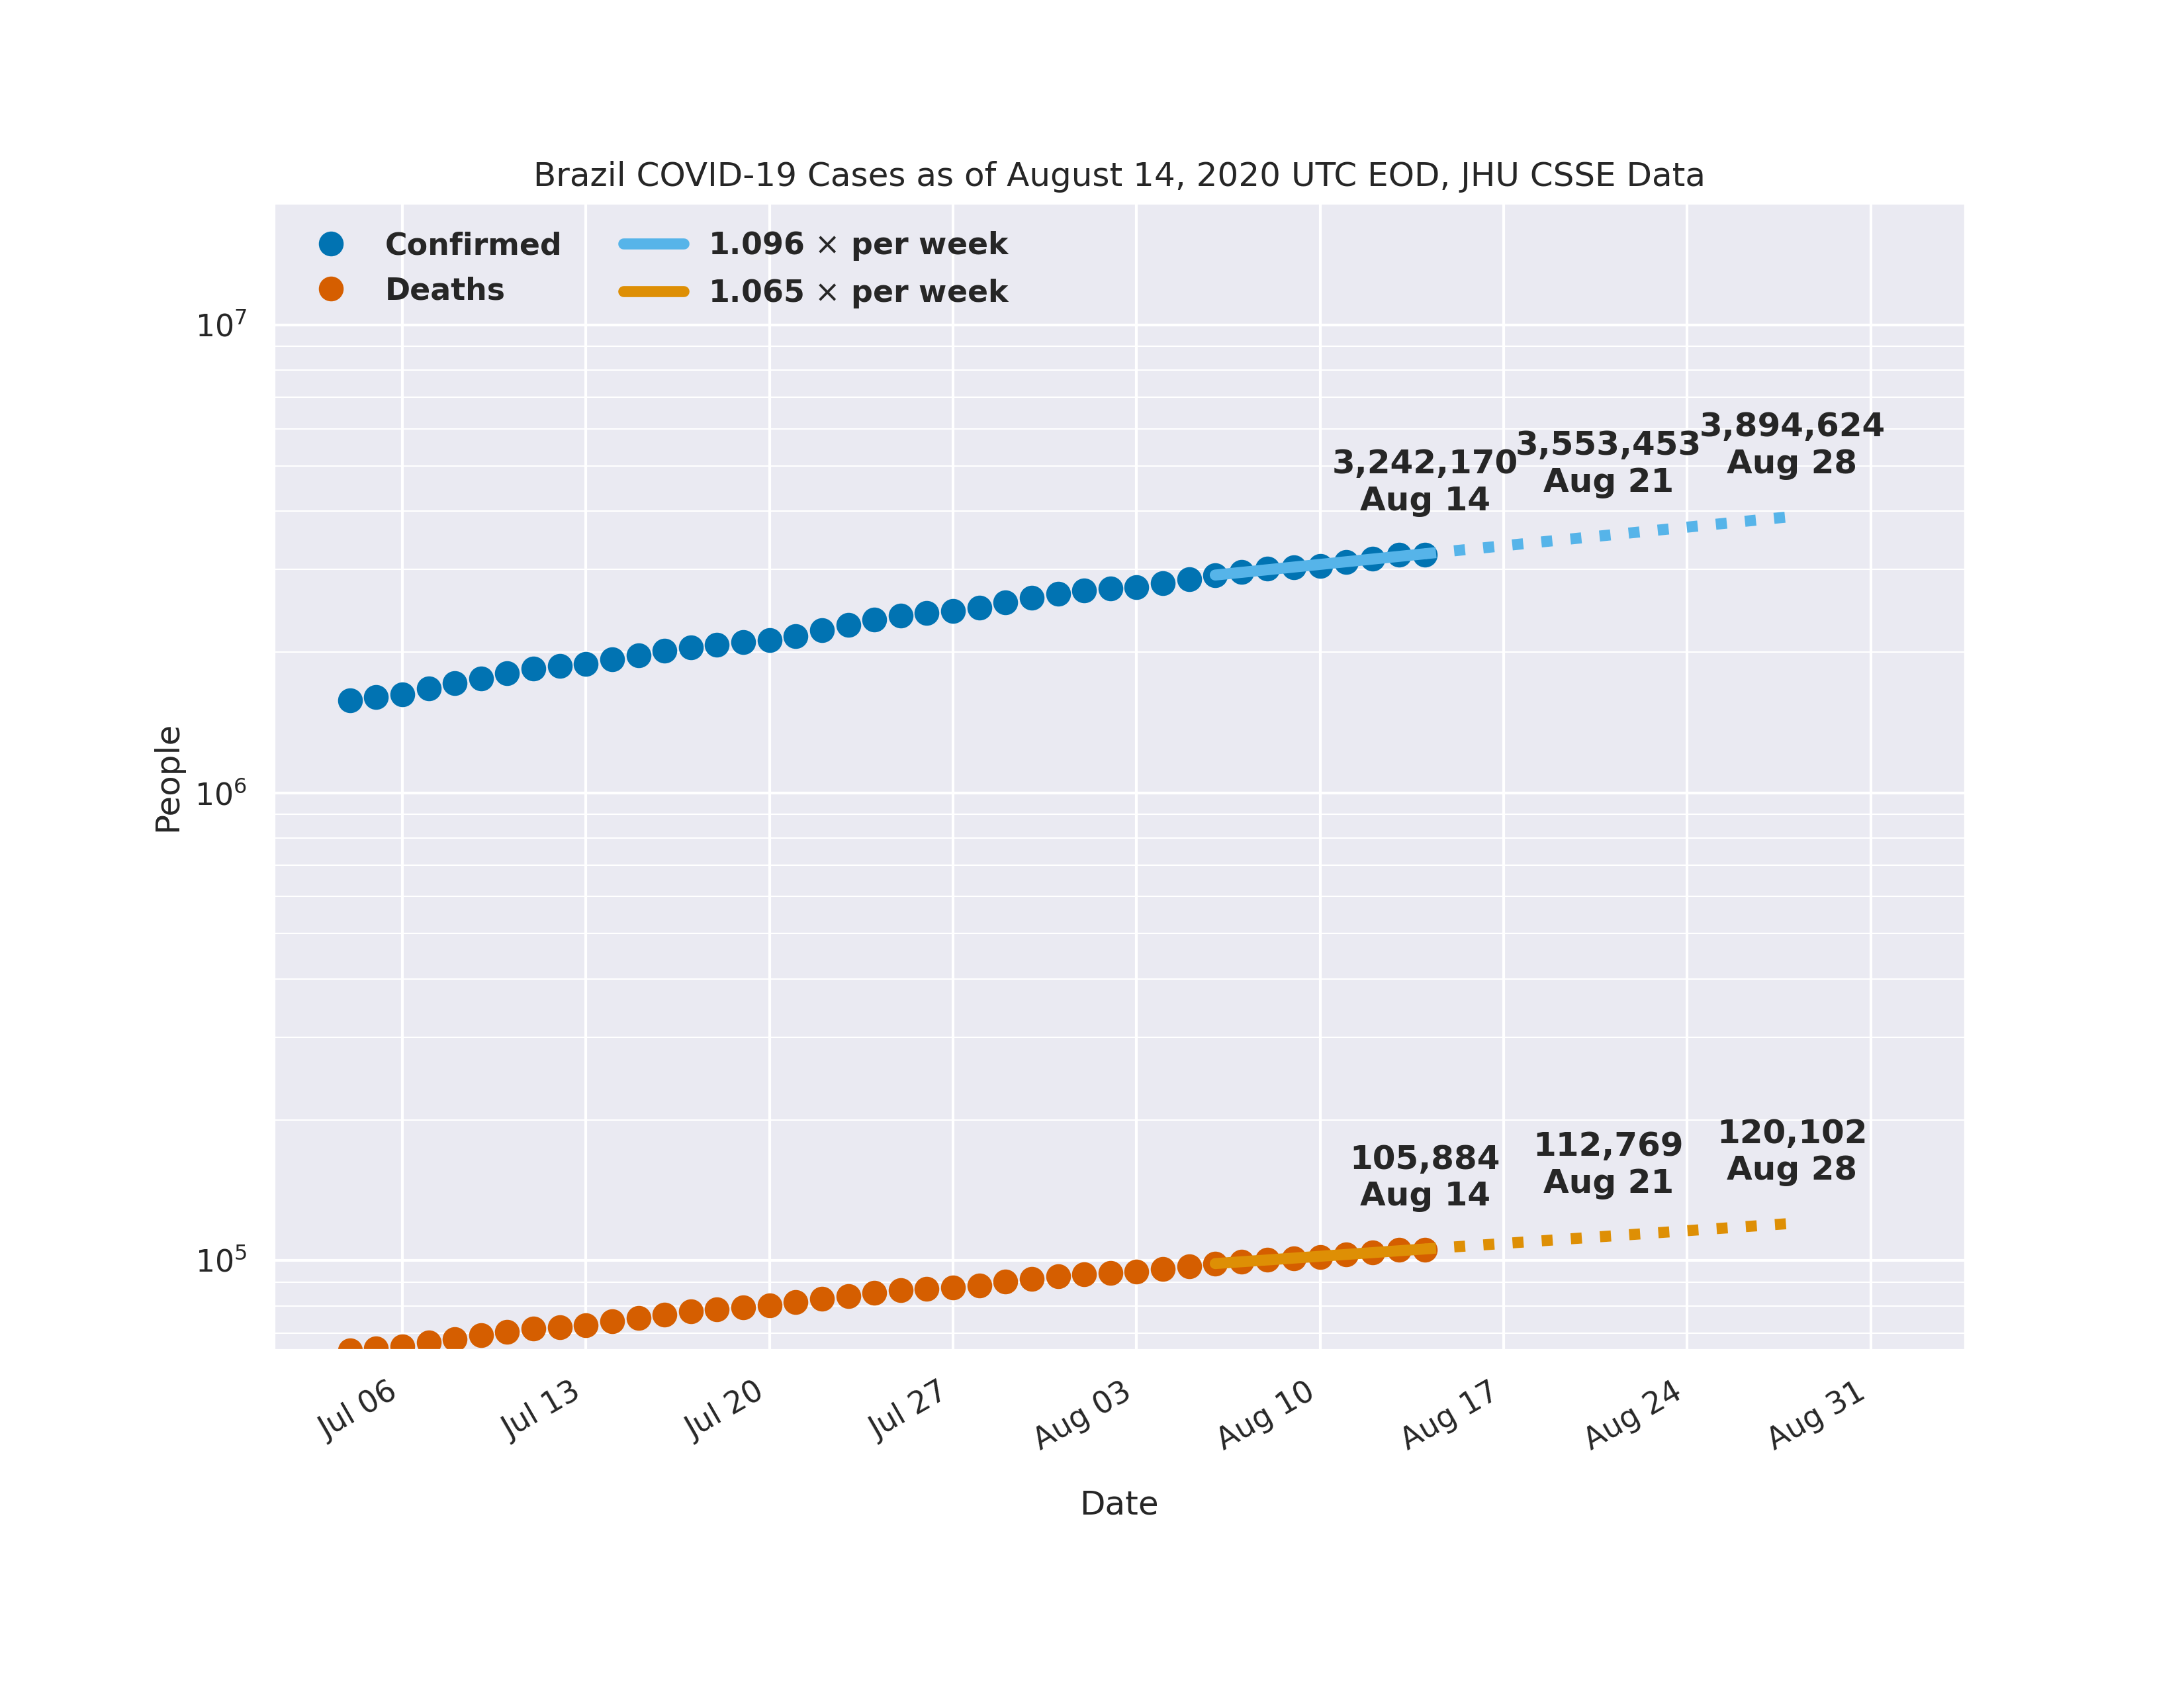 Brazil COVID-19 Cases as of August 14, 2020 UTC EOD, JHU CSSE Data
Confirmed
Deaths
1.096 × per week
1.065 × per week
10⁷
10⁶
10⁵
People
3,242,170
Aug 14
3,553,453
Aug 21
3,894,624
Aug 28
105,884
Aug 14
112,769
Aug 21
120,102
Aug 28
Jul 06
Jul 13
Jul 20
Jul 27
Aug 03
Aug 10
Aug 17
Aug 24
Aug 31
Date